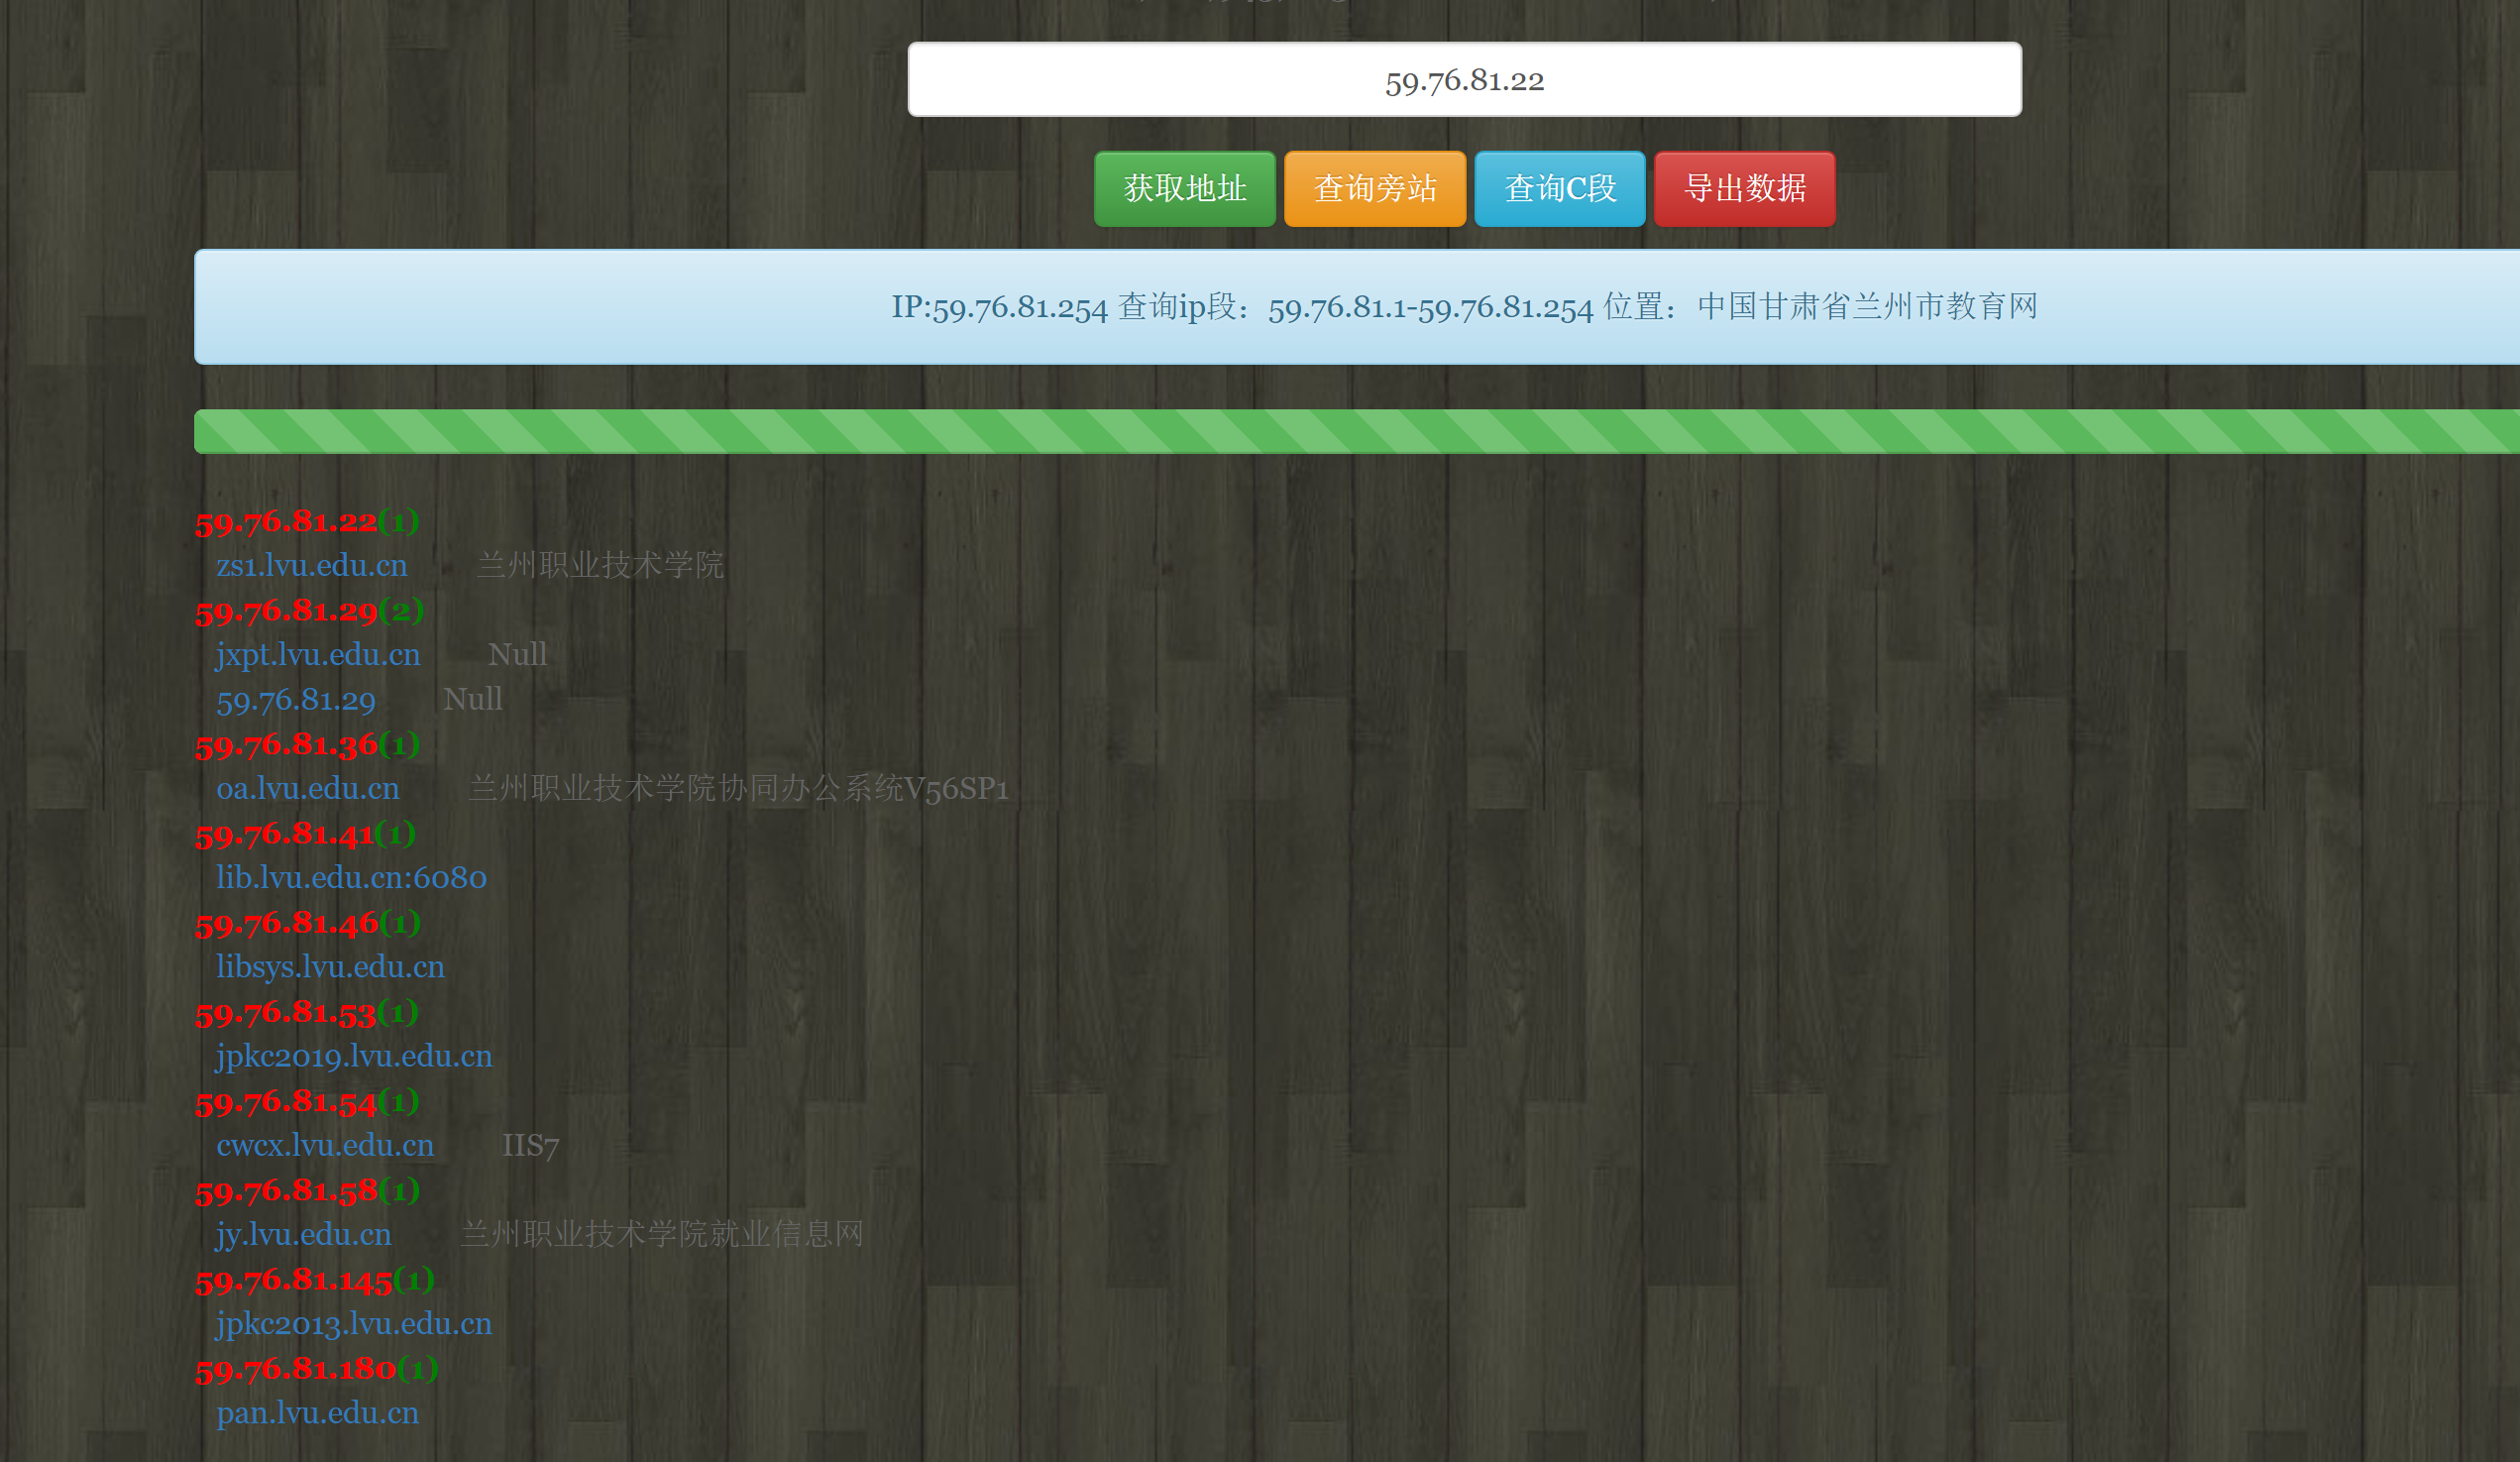 59.76.81.22
获取地址 查询旁站 查询C段 导出数据
IP:59.76.81.254 查询ip段：59.76.81.1-59.76.81.254 位置：中国甘肃省兰州市教育网
59.76.81.22(1)
zs1.lvu.edu.cn 兰州职业技术学院
59.76.81.29(2)
jxpt.lvu.edu.cn Null
59.76.81.29 Null
59.76.81.36(1)
oa.lvu.edu.cn 兰州职业技术学院协同办公系统V56SP1
59.76.81.41(1)
lib.lvu.edu.cn:6080
59.76.81.46(1)
libsys.lvu.edu.cn
59.76.81.53(1)
jpkc2019.lvu.edu.cn
59.76.81.54(1)
cwcx.lvu.edu.cn IIS7
59.76.81.58(1)
jy.lvu.edu.cn 兰州职业技术学院就业信息网
59.76.81.145(1)
jpkc2013.lvu.edu.cn
59.76.81.180(1)
pan.lvu.edu.cn